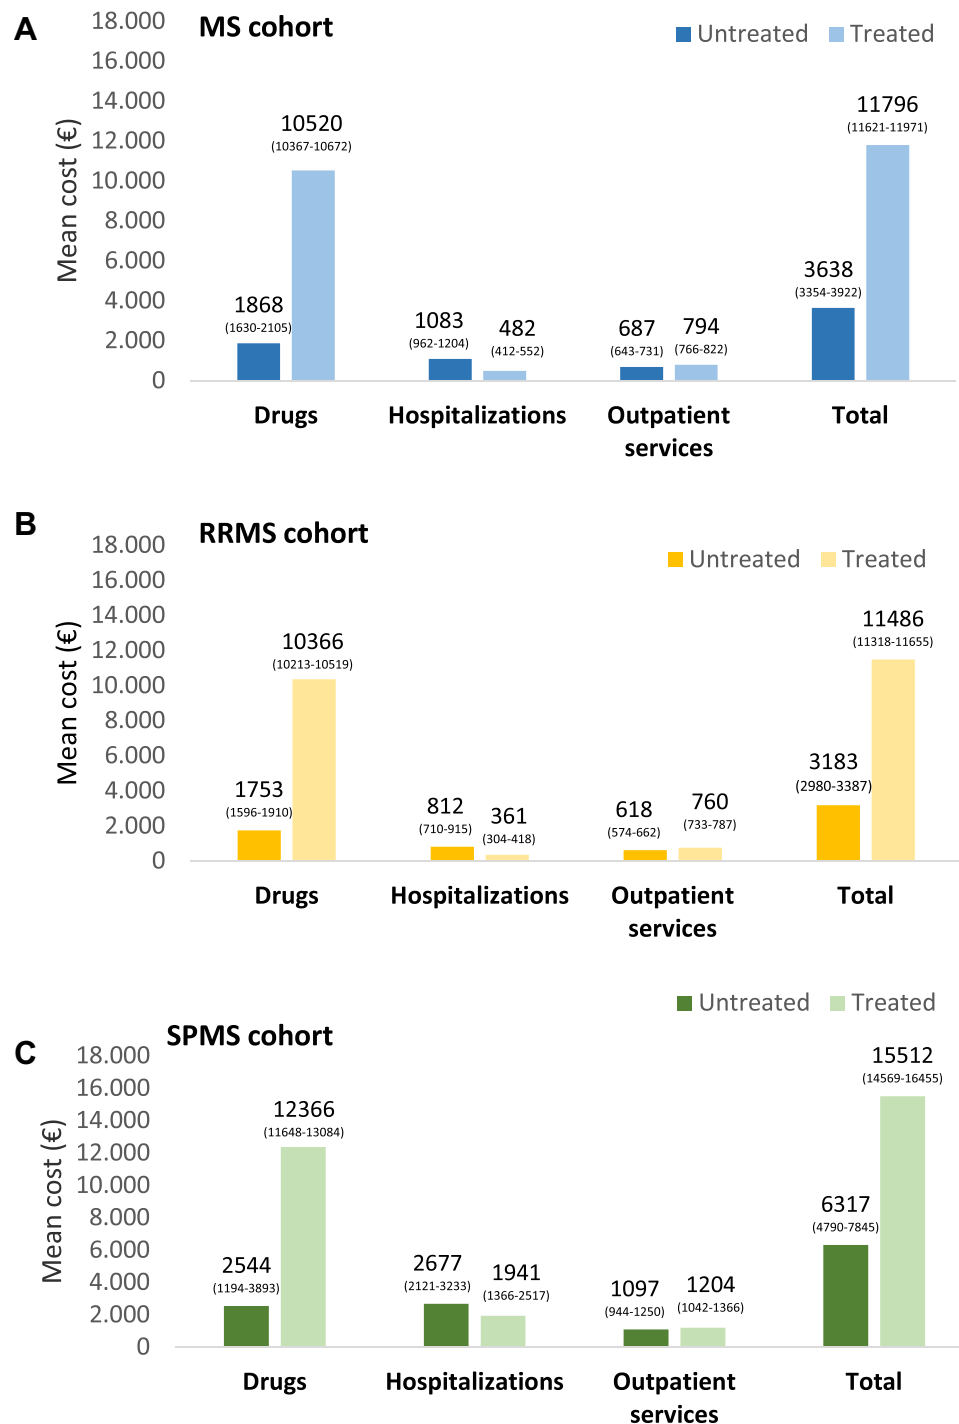 A
MS cohort
Untreated Treated
Mean cost (€)
18.000
16.000
14.000
12.000
10.000
8.000
6.000
4.000
2.000
0
1868
(1630-2105)
10520
(10367-10672)
1083
(962-1204)
482
(412-552)
687
(643-731)
794
(766-822)
3638
(3354-3922)
11796
(11621-11971)
Drugs
Hospitalizations
Outpatient
services
Total
B
RRMS cohort
Untreated Treated
Mean cost (€)
18.000
16.000
14.000
12.000
10.000
8.000
6.000
4.000
2.000
0
1753
(1596-1910)
10366
(10213-10519)
812
(710-915)
361
(304-418)
618
(574-662)
760
(733-787)
3183
(2980-3387)
11486
(11318-11655)
Drugs
Hospitalizations
Outpatient
services
Total
C
SPMS cohort
Untreated Treated
Mean cost (€)
18.000
16.000
14.000
12.000
10.000
8.000
6.000
4.000
2.000
0
2544
(1194-3893)
12366
(11648-13084)
2677
(2121-3233)
1941
(1366-2517)
1097
(944-1250)
1204
(1042-1366)
6317
(4790-7845)
15512
(14569-16455)
Drugs
Hospitalizations
Outpatient
services
Total